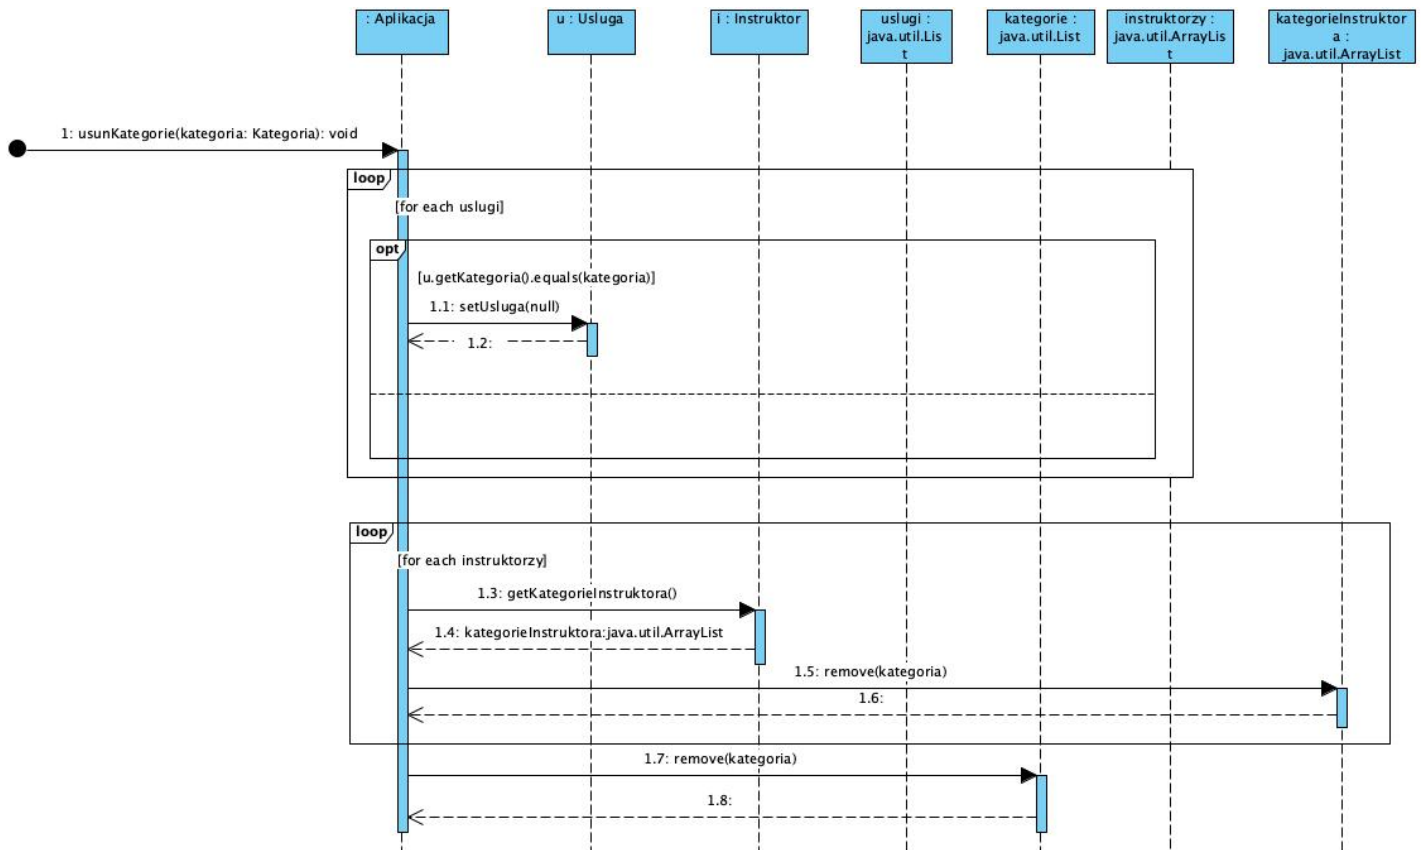 : Aplikacja
u : Usluga
i : Instruktor
uslugi :
java.util.Lis
t
kategorie :
java.util.List
instruktorzy :
java.util.ArrayLis
t
kategorieInstruktor
a :
java.util.ArrayList
1: usunKategorie(kategoria: Kategoria): void
loop
[for each uslugi]
opt
[u.getKategoria().equals(kategoria)]
1.1: setUsluga(null)
1.2:
loop
[for each instruktorzy]
1.3: getKategorieInstruktora()
1.4: kategorieInstruktora:java.util.ArrayList
1.5: remove(kategoria)
1.6:
1.7: remove(kategoria)
1.8: